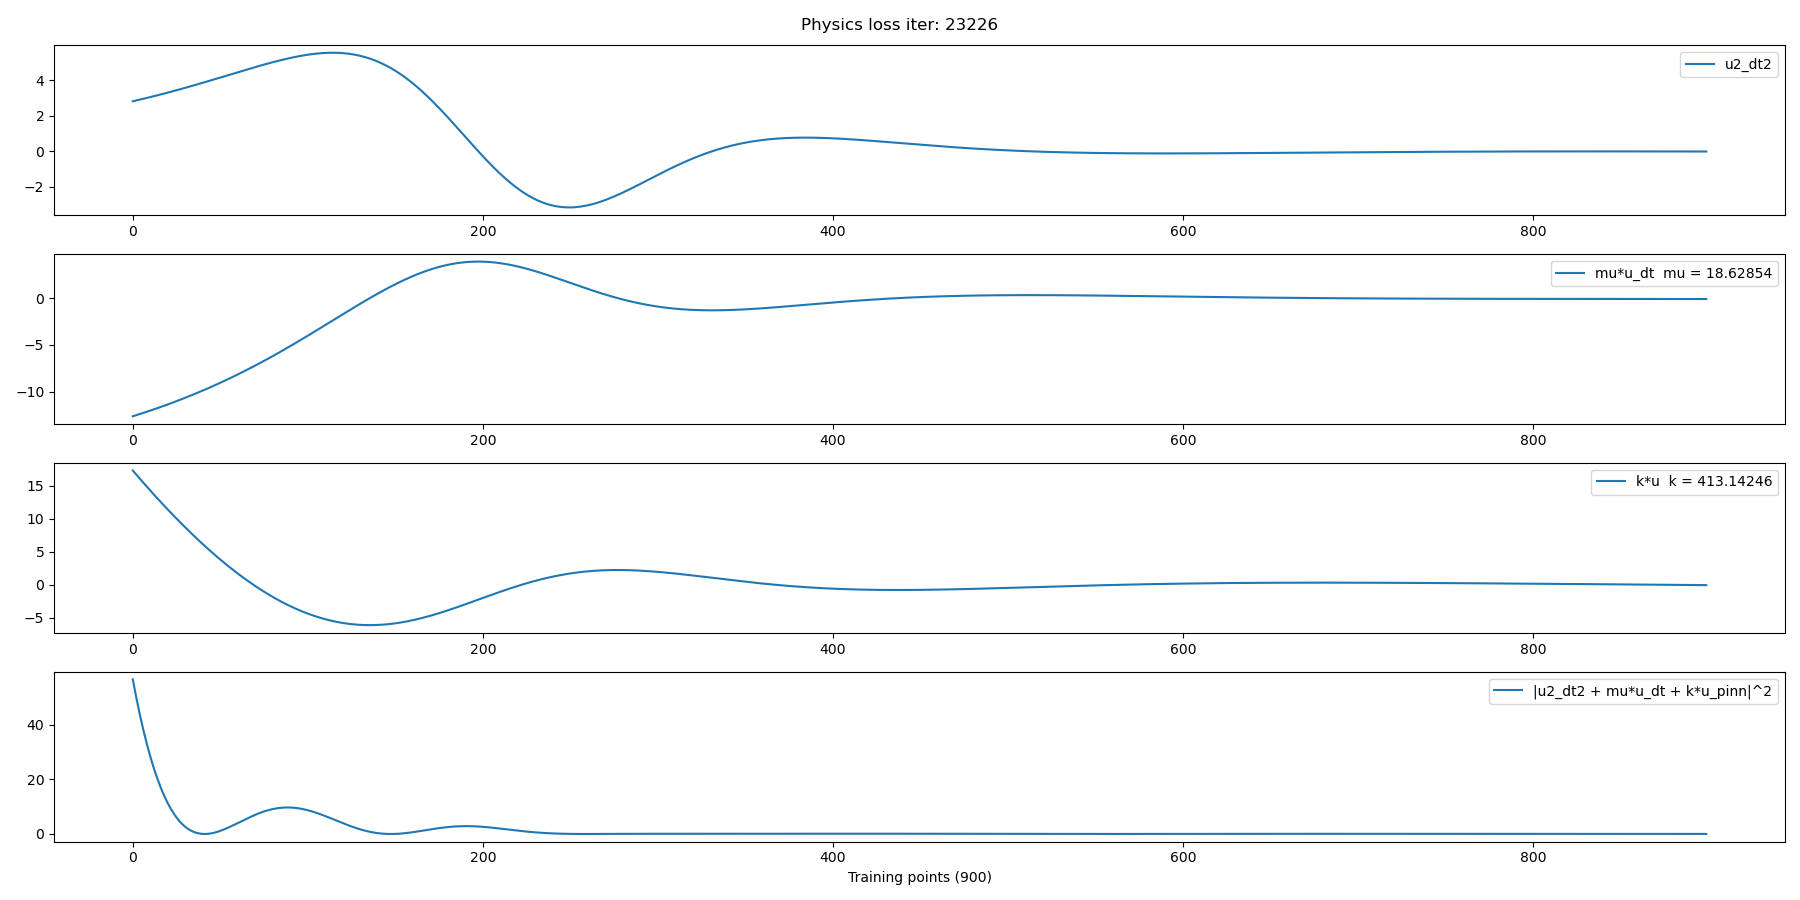 Physics loss iter: 23226
u2_dt2
4
2
0
−2
0 200 400 600 800
mu*u_dt  mu = 18.62854
0
−5
−10
0 200 400 600 800
k*u  k = 413.14246
15
10
5
0
−5
0 200 400 600 800
|u2_dt2 + mu*u_dt + k*u_pinn|^2
40
20
0
0 200 400 600 800
Training points (900)